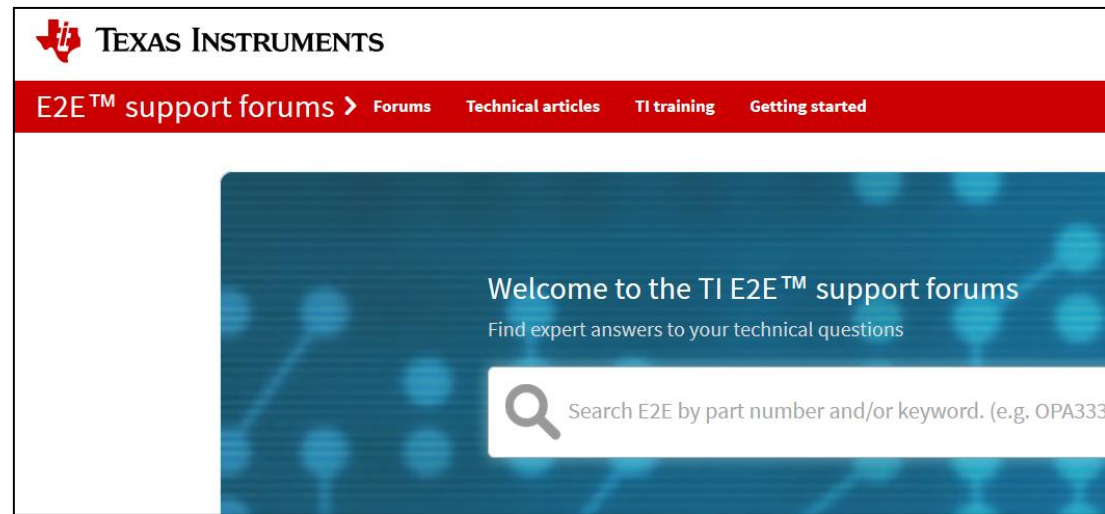 TEXAS INSTRUMENTS
E2E™ support forums > Forums Technical articles TI training Getting started
Welcome to the TI E2E™ support forums
Find expert answers to your technical questions
Search E2E by part number and/or keyword. (e.g. OPA333